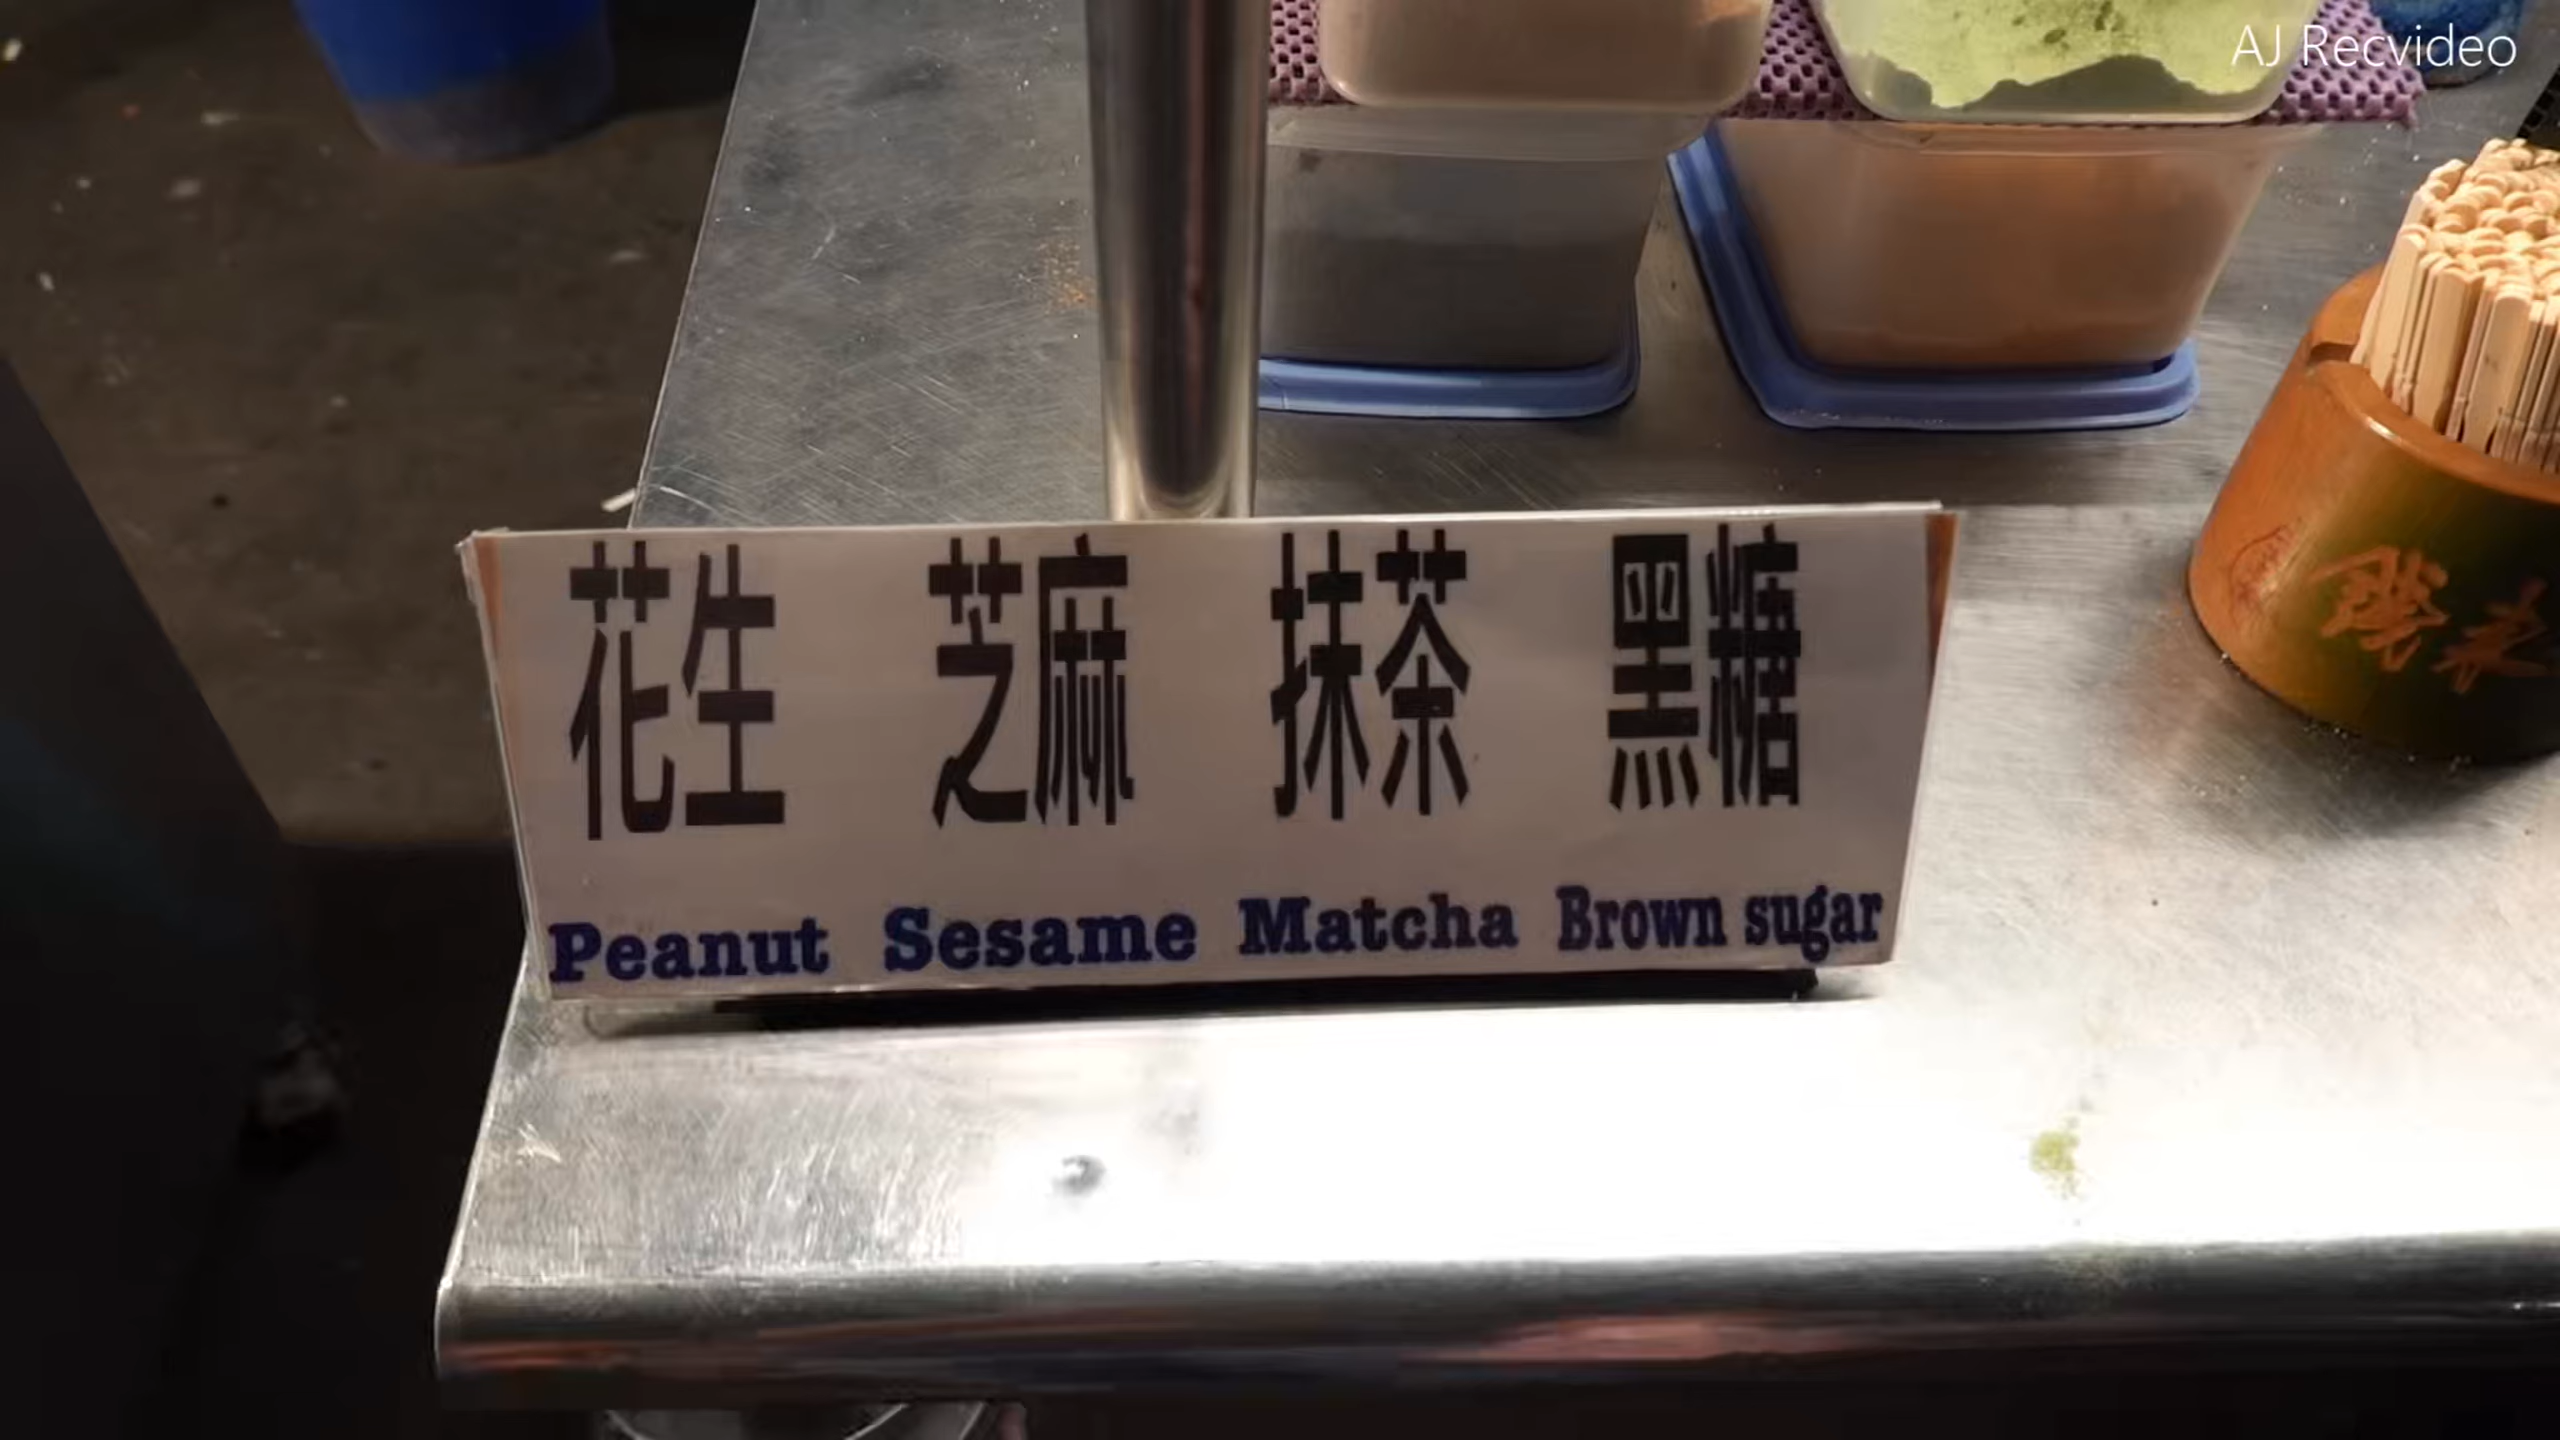 AJ Recvideo
花生 芝麻 抹茶 黑糖
Peanut Sesame Matcha Brown sugar